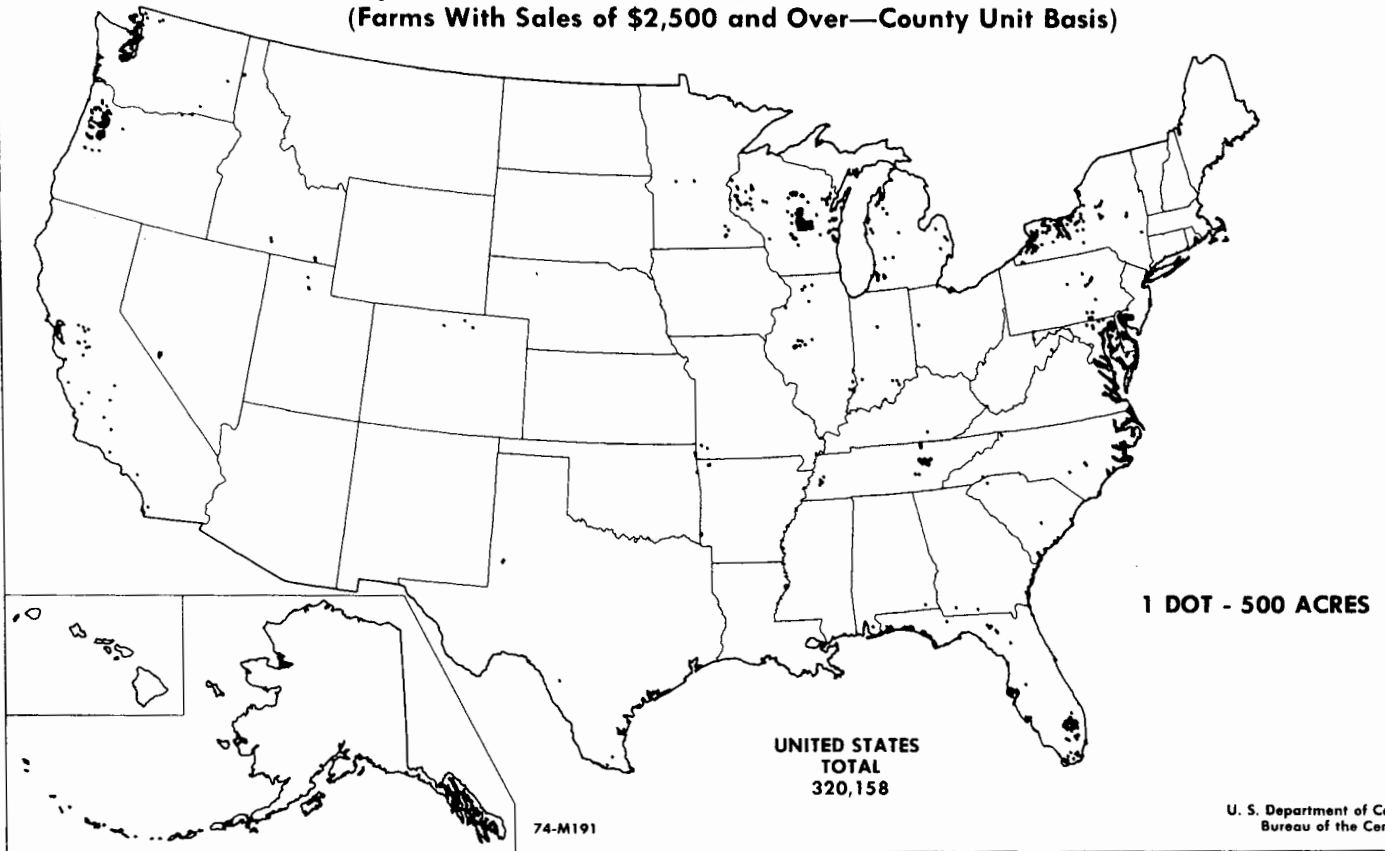 (Farms With Sales of $2,500 and Over—County Unit Basis)
1 DOT - 500 ACRES
UNITED STATES
TOTAL
320,158
74-M191
U. S. Department of
Bureau of the